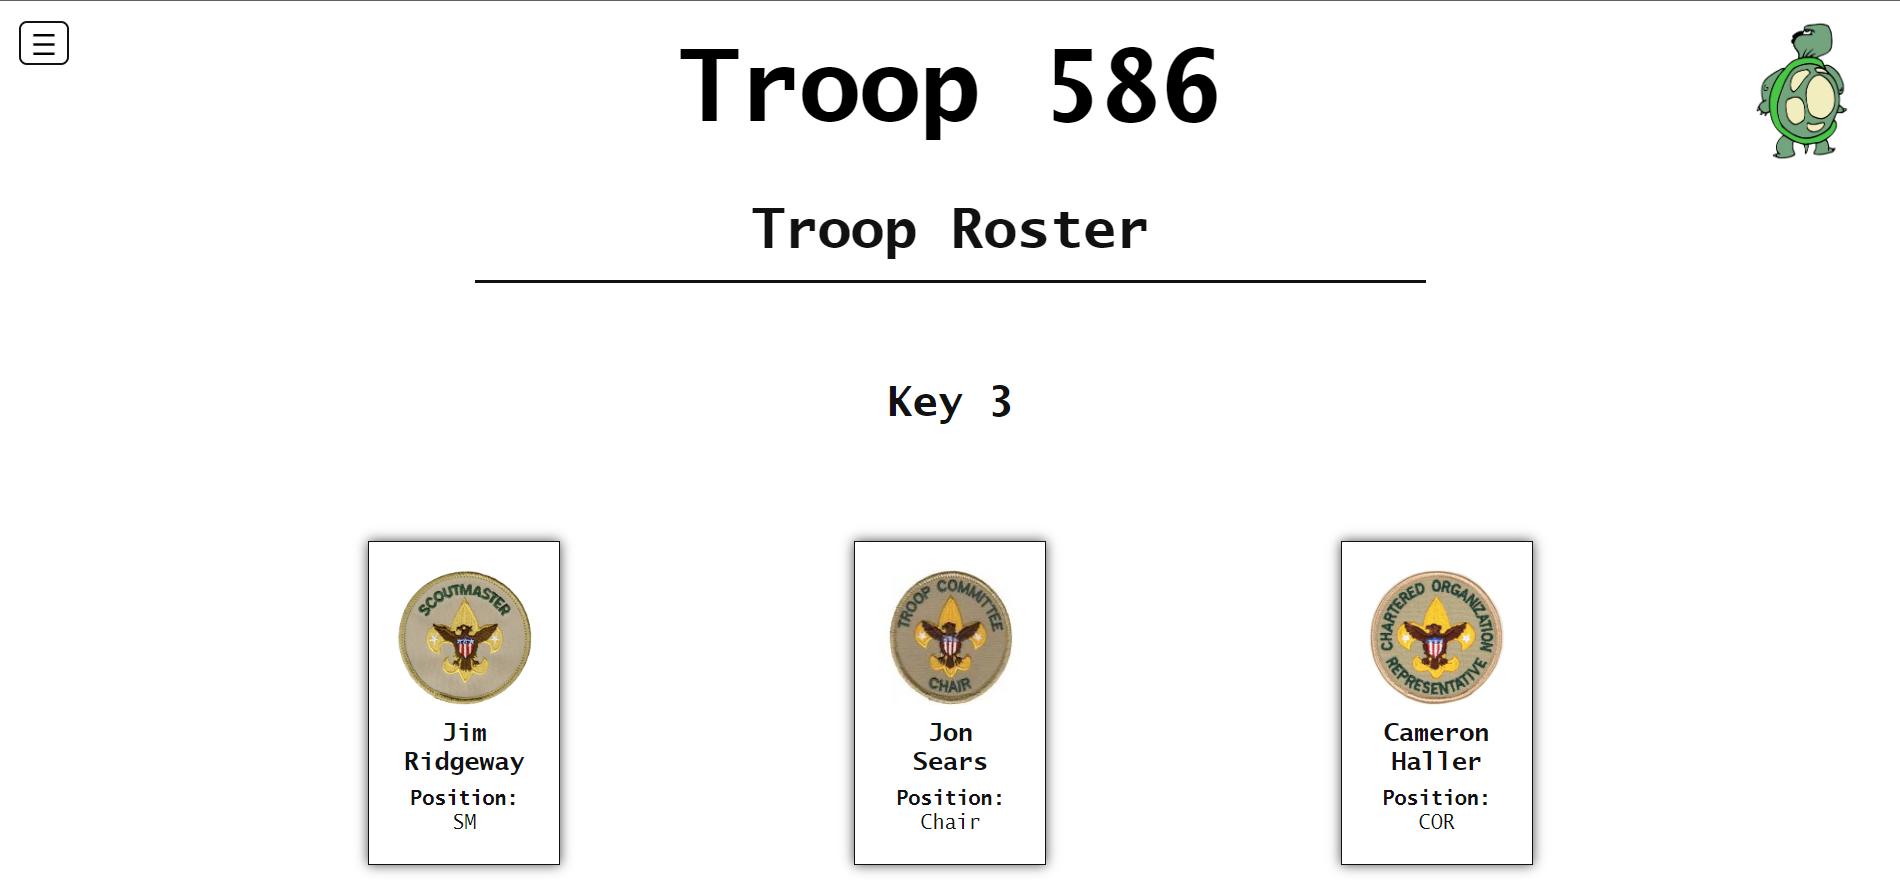 ☰
Troop 586
Troop Roster
Key 3
SCOUTMASTER
Jim
Ridgeway
Position:
SM
TROOP COMMITTEE
CHAIR
Jon
Sears
Position:
Chair
CHARTERED ORGANIZATION
REPRESENTATIVE
Cameron
Haller
Position:
COR